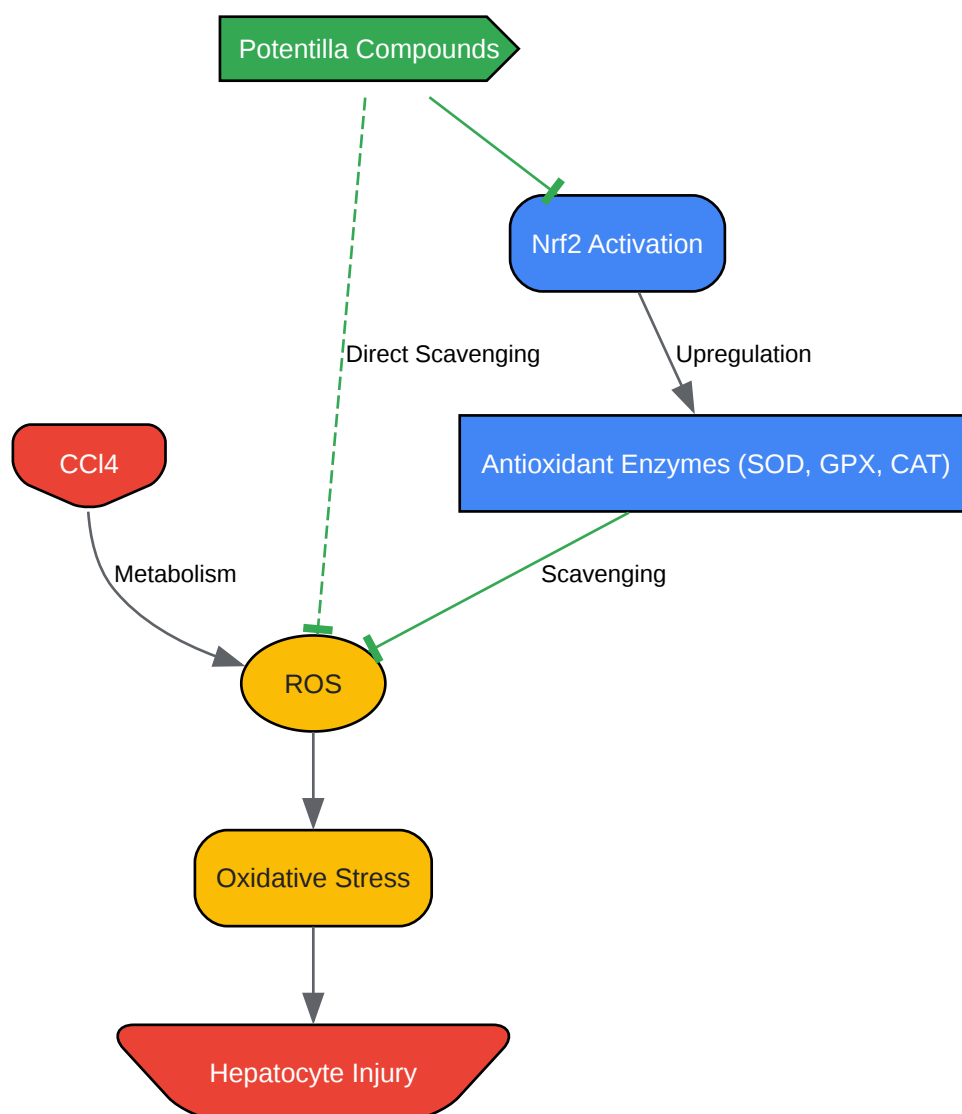 Potentilla Compounds
Nrf2 Activation
Direct Scavenging
Upregulation
CCl4
Antioxidant Enzymes (SOD, GPX, CAT)
Metabolism
Scavenging
ROS
Oxidative Stress
Hepatocyte Injury